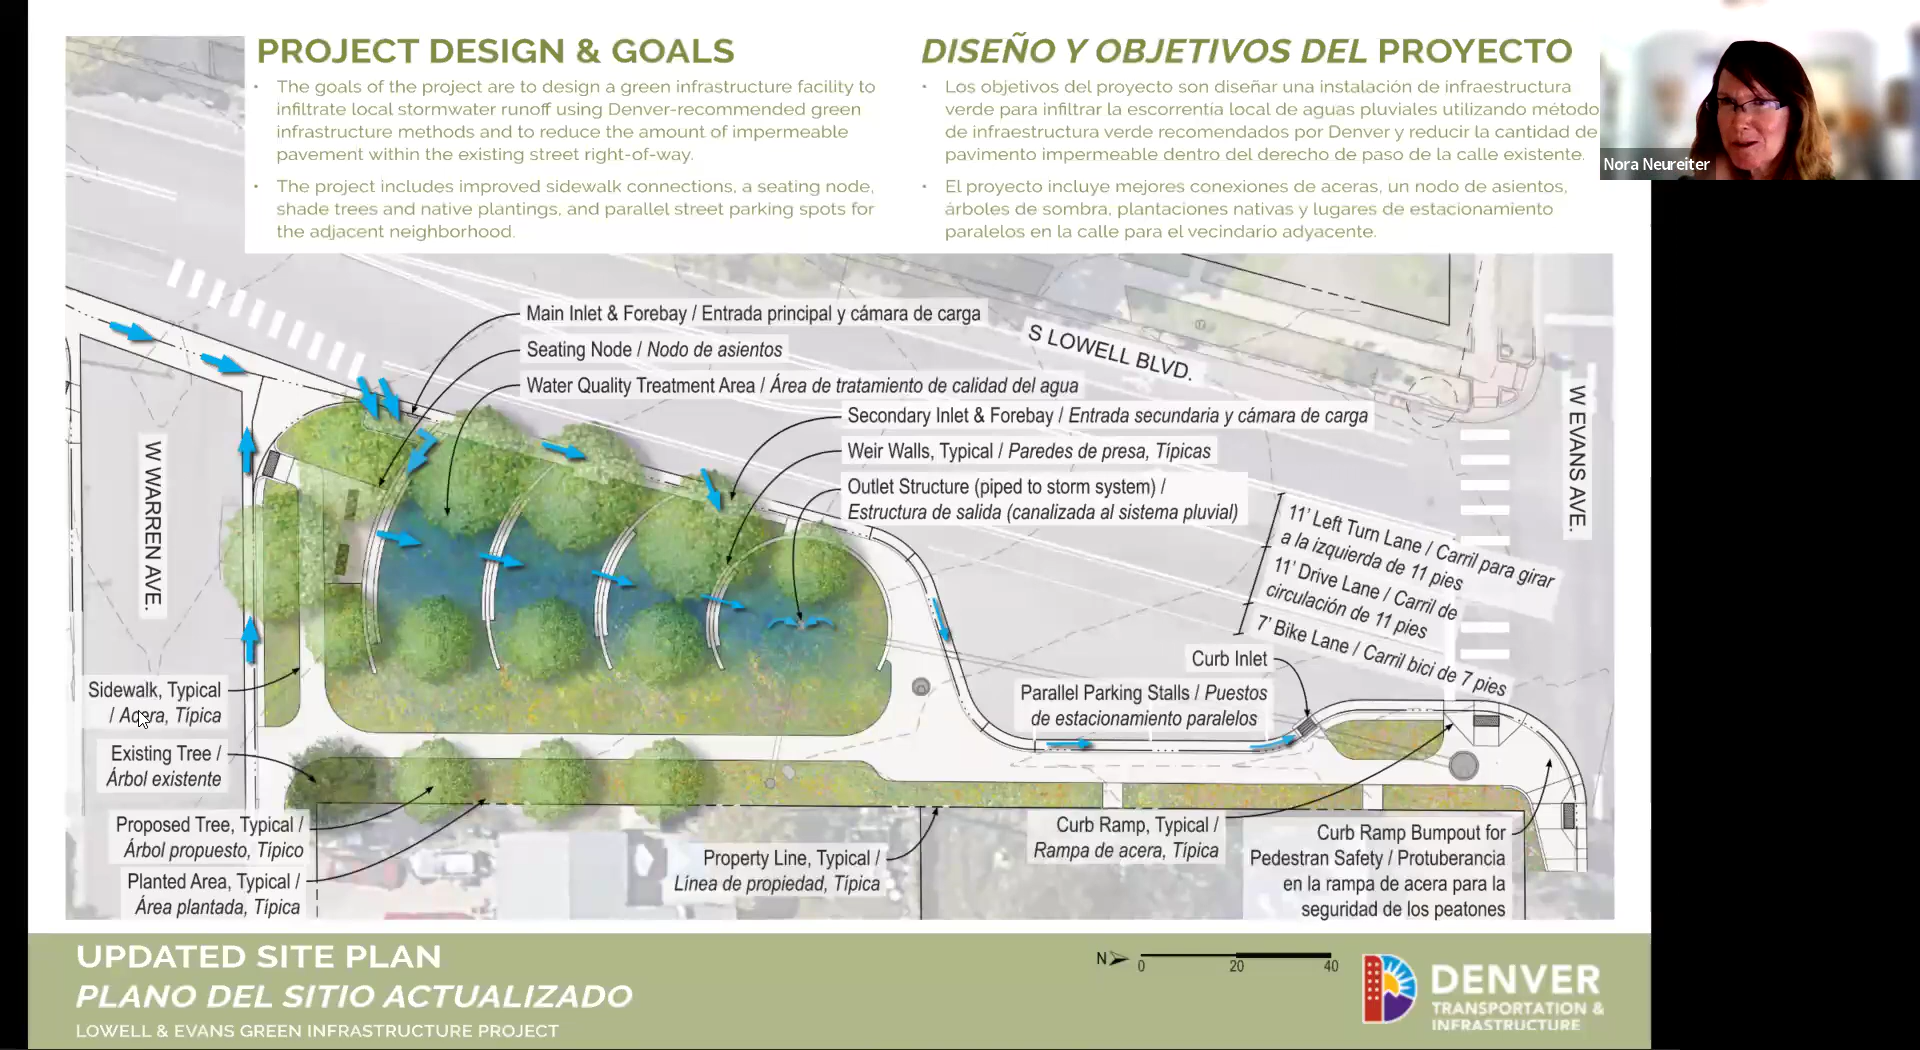 PROJECT DESIGN & GOALS
• The goals of the project are to design a green infrastructure facility to
infiltrate local stormwater runoff using Denver-recommended green
infrastructure methods and to reduce the amount of impermeable
pavement within the existing street right-of-way.
• The project includes improved sidewalk connections, a seating node,
shade trees and native plantings, and parallel street parking spots for
the adjacent neighborhood.
DISEÑO Y OBJETIVOS DEL PROYECTO
• Los objetivos del proyecto son diseñar una instalación de infraestructura
verde para infiltrar la escorrentía local de aguas pluviales utilizando método
de infraestructura verde recomendados por Denver y reducir la cantidad de
pavimento impermeable dentro del derecho de paso de la calle existente.
• El proyecto incluye mejores conexiones de aceras, un nodo de asientos,
árboles de sombra, plantaciones nativas y lugares de estacionamiento
paralelos en la calle para el vecindario adyacente.
Nora Neureiter
Main Inlet & Forebay / Entrada principal y cámara de carga
Seating Node / Nodo de asientos
Water Quality Treatment Area / Área de tratamiento de calidad del agua
Secondary Inlet & Forebay / Entrada secundaria y cámara de carga
Weir Walls, Typical / Paredes de presa, Típicas
Outlet Structure (piped to storm system) /
Estructura de salida (canalizada al sistema pluvial)
S LOWELL BLVD.
W EVANS AVE.
W WARREN AVE.
11' Left Turn Lane / Carril para girar
a la izquierda de 11 pies
11' Drive Lane / Carril de
circulación de 11 pies
7' Bike Lane / Carril bici de 7 pies
Curb Inlet
Parallel Parking Stalls / Puestos
de estacionamiento paralelos
Sidewalk, Typical
/ Acera, Típica
Existing Tree /
Árbol existente
Proposed Tree, Typical /
Árbol propuesto, Típico
Planted Area, Typical /
Área plantada, Típica
Property Line, Typical /
Línea de propiedad, Típica
Curb Ramp, Typical /
Rampa de acera, Típica
Curb Ramp Bumpout for
Pedestran Safety / Protuberancia
en la rampa de acera para la
seguridad de los peatones
UPDATED SITE PLAN
PLANO DEL SITIO ACTUALIZADO
LOWELL & EVANS GREEN INFRASTRUCTURE PROJECT
N
0 20 40
DENVER
TRANSPORTATION &
INFRASTRUCTURE